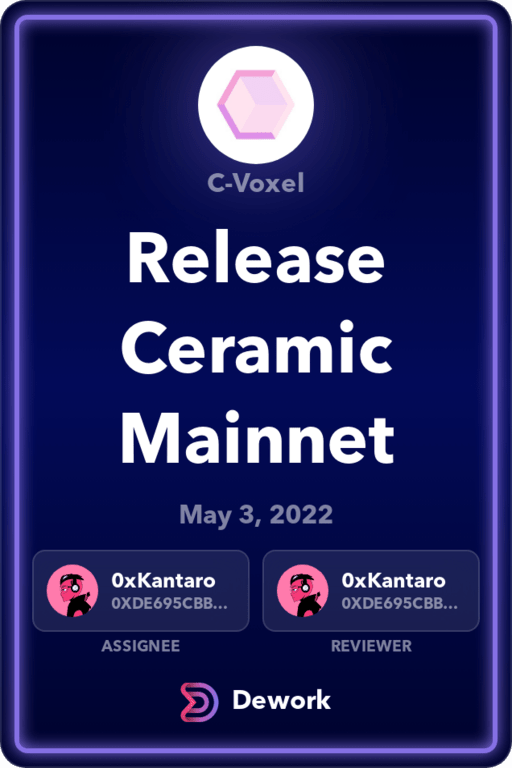 C-Voxel
Release
Ceramic
Mainnet
May 3, 2022
0xKantaro
0XDE695CBB...
ASSIGNEE
0xKantaro
0XDE695CBB...
REVIEWER
Dework